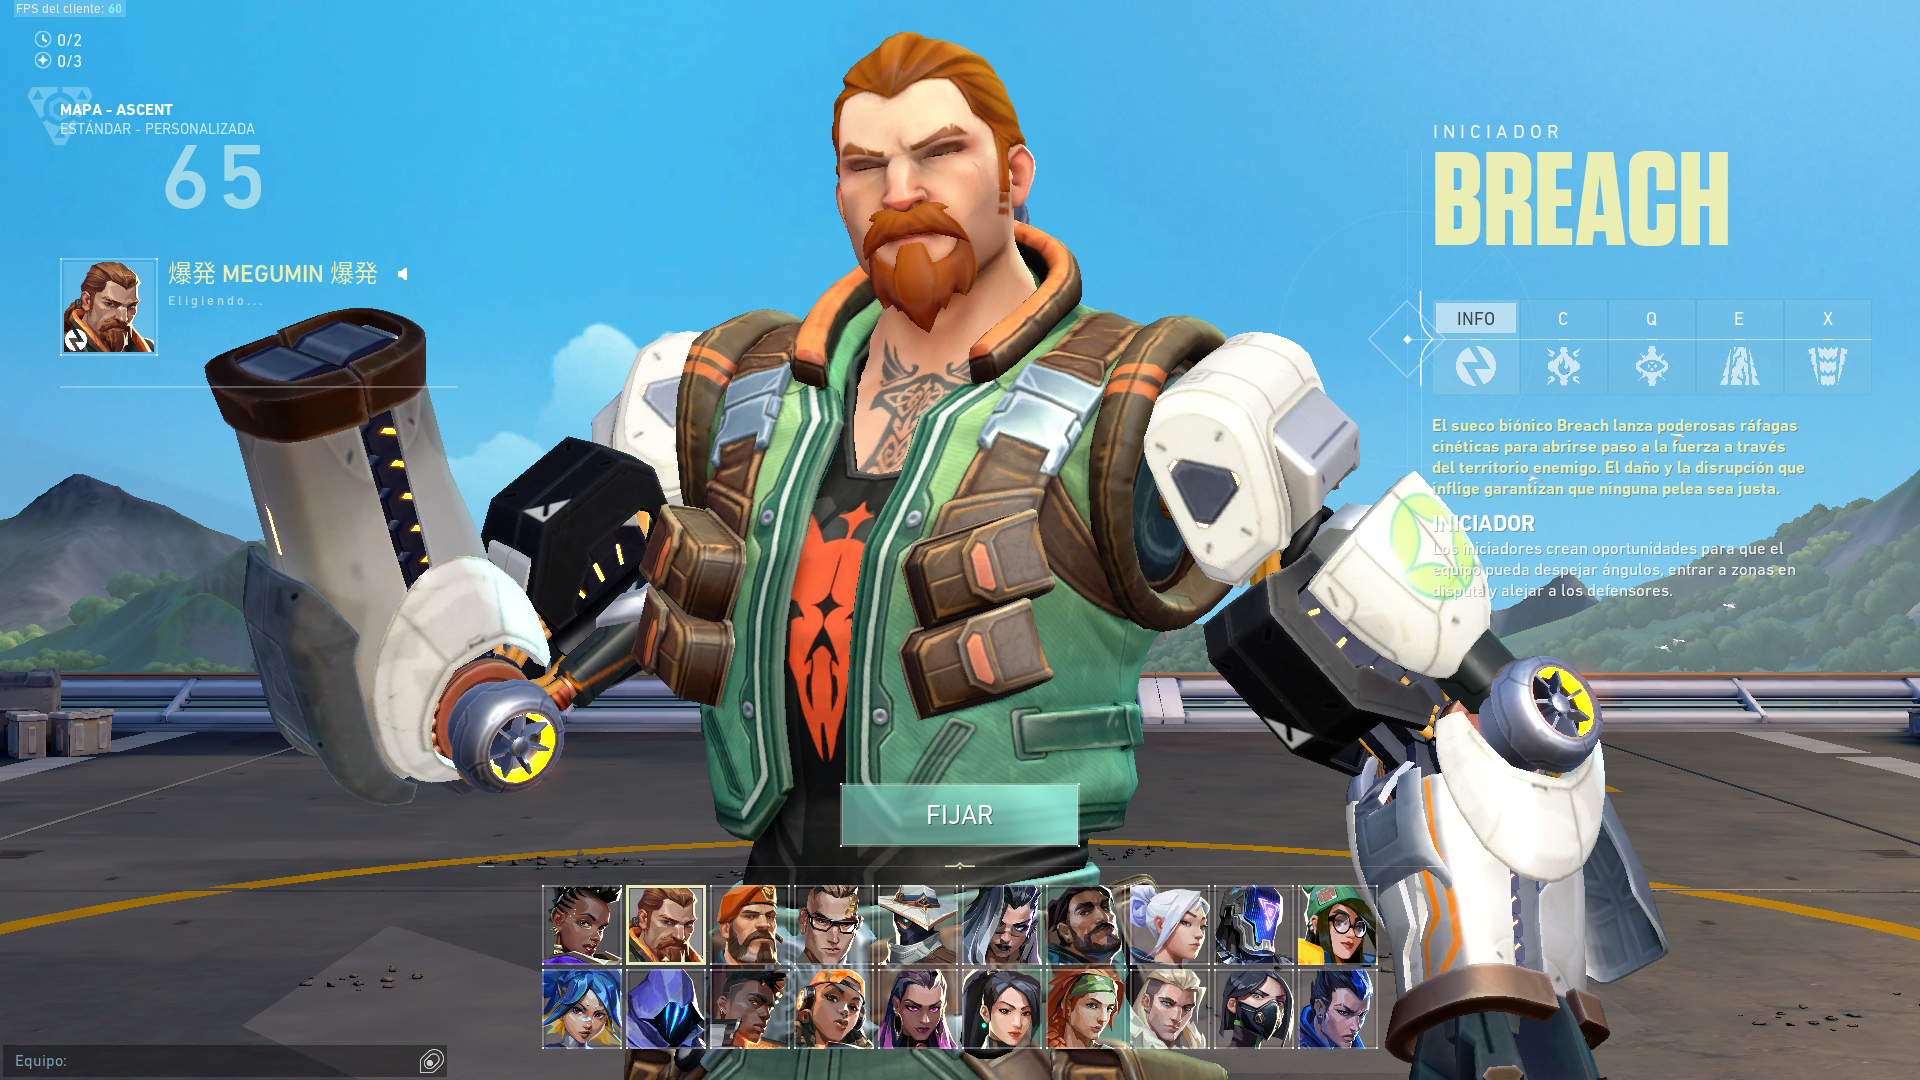 FPS del cliente: 60
0/2
0/3
MAPA - ASCENT
ESTÁNDAR - PERSONALIZADA
65
爆発 MEGUMIN 爆発
Eligiendo...
INICIADOR
BREACH
INFO C Q E X
El sueco biónico Breach lanza poderosas ráfagas
cinéticas para abrirse paso a la fuerza a través
del territorio enemigo. El daño y la disrupción que
inflige garantizan que ninguna pelea sea justa.
INICIADOR
Los iniciadores crean oportunidades para que el
equipo pueda despejar ángulos, entrar a zonas en
disputa y alejar a los defensores.
FIJAR
Equipo: